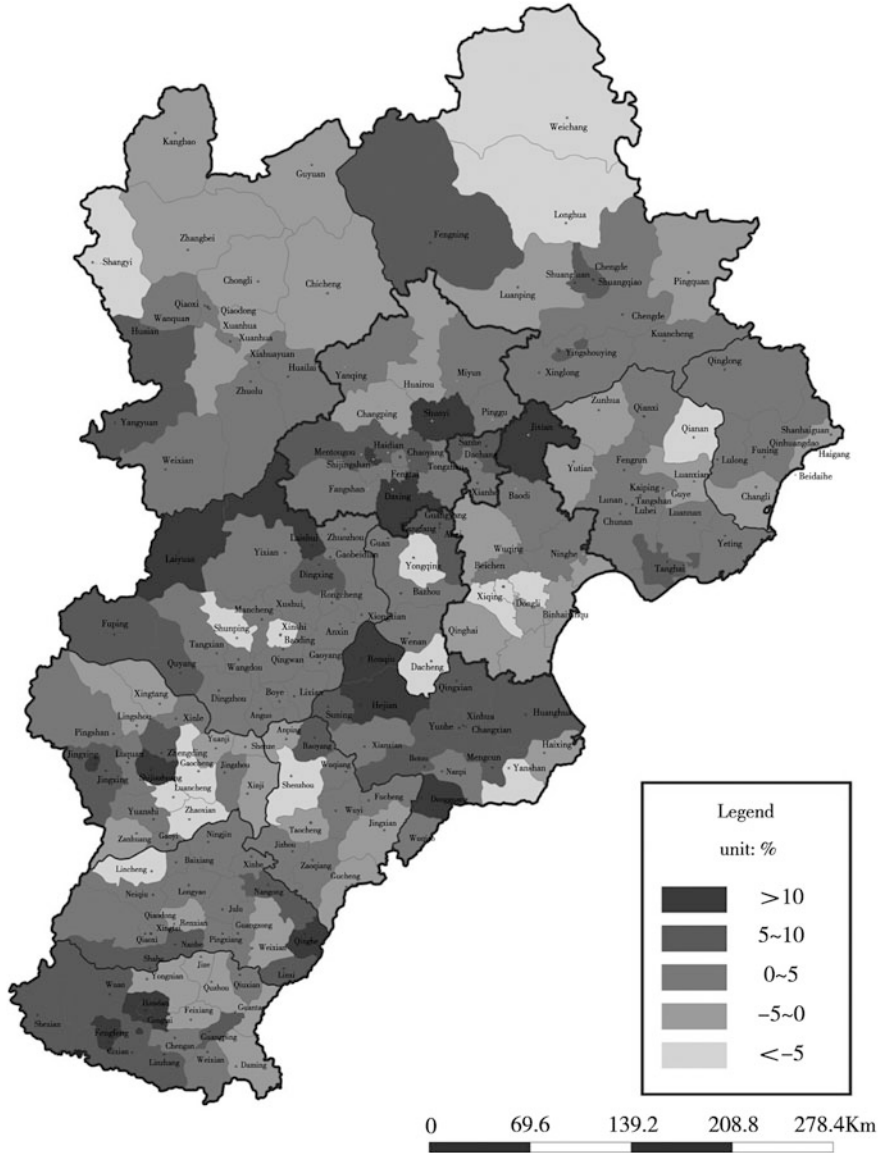 Weichang
Kangbao
Guyuan
Longhua
Fengning
Zhangbei
Shangyi
Chengde
Shuangqiao
Pingquan
Chongli
Chicheng
Luanping
Qiaoxi
Qiaodong
Wanquan
Chengde
Xuanhua
Huaian
Xuanhua
Kuancheng
Xiahuayuan
Yingshouying
Qinglong
Huailai
Yanqing
Miyun
Xinglong
Zhuolu
Huairou
Qianxi
Zunhua
Changping
Shunyi
Pinggu
Yangyuan
Jixian
Qianan
Shanhaiguan
Qinhuangdao
Haidian
Sanhe
Mentougou
Chaoyang
Dachang
Funing
Haigang
Weixian
Shijingshan
Fengrun
Lulong
Fengtai
Tongzhou
Yutian
Beidaihe
Fangshan
Luanxian
Daxing
Xianhe
Baodi
Kaiping
Guye
Changli
Lunan
Tangshan
Lubei
Luannan
Guangyang
Chunan
Zhuozhou
Guan
Yeting
Laiyuan
Yixian
Gaobeidian
Wuqing
Ninghe
Yongqing
Beichen
Tanghai
Dingxing
Bazhou
Rongcheng
Xiqing
Dongli
Mancheng
Xushui
Xiongxian
Fuping
Shunping
Xinshi
Anxin
Qinghai
Baoding
Tangxian
Wenan
Quyang
Wangdou
Qingwan
Gaoyang
Renqiu
Dacheng
Qingxian
Xingtang
Dingzhou
Boye
Lixian
Hejian
Lingshou
Xinle
Anguo
Suning
Xinhua
Huanghua
Pingshan
Yunhe
Changxian
Anping
Wuanji
Shenze
Raoyang
Xianxian
Haixing
Jingxing
Luquan
Zhengding
Gaocheng
Jingzhou
Botou
Mengcun
Wuqiang
Nanpi
Yanshan
Jingxing
Xinji
Shenzhou
Luancheng
Fucheng
Yuanshi
Zhaoxian
Wuyi
Taocheng
Jingxian
Zanhuang
Gaoyi
Ningjin
Jizhou
Wuqiao
Baixiang
Xinhe
Zaoqiang
Lincheng
Gucheng
Neiqiu
Longyao
Nangong
Qiaodong
Julu
Renxian
Xingtai
Guangzong
Qiaoxi
Pingxiang
Qinghe
Nanhe
Weixian
Shahe
Jize
Linxi
Yongnian
Wuan
Quzhou
Qiuxian
Handan
Feixiang
Guantao
Shexian
Fengfeng
Guangping
Cixian
Chengan
Linzhang
Weixian
Daming
Legend
unit: %
>10
5~10
0~5
−5~0
<−5
0 69.6 139.2 208.8 278.4Km